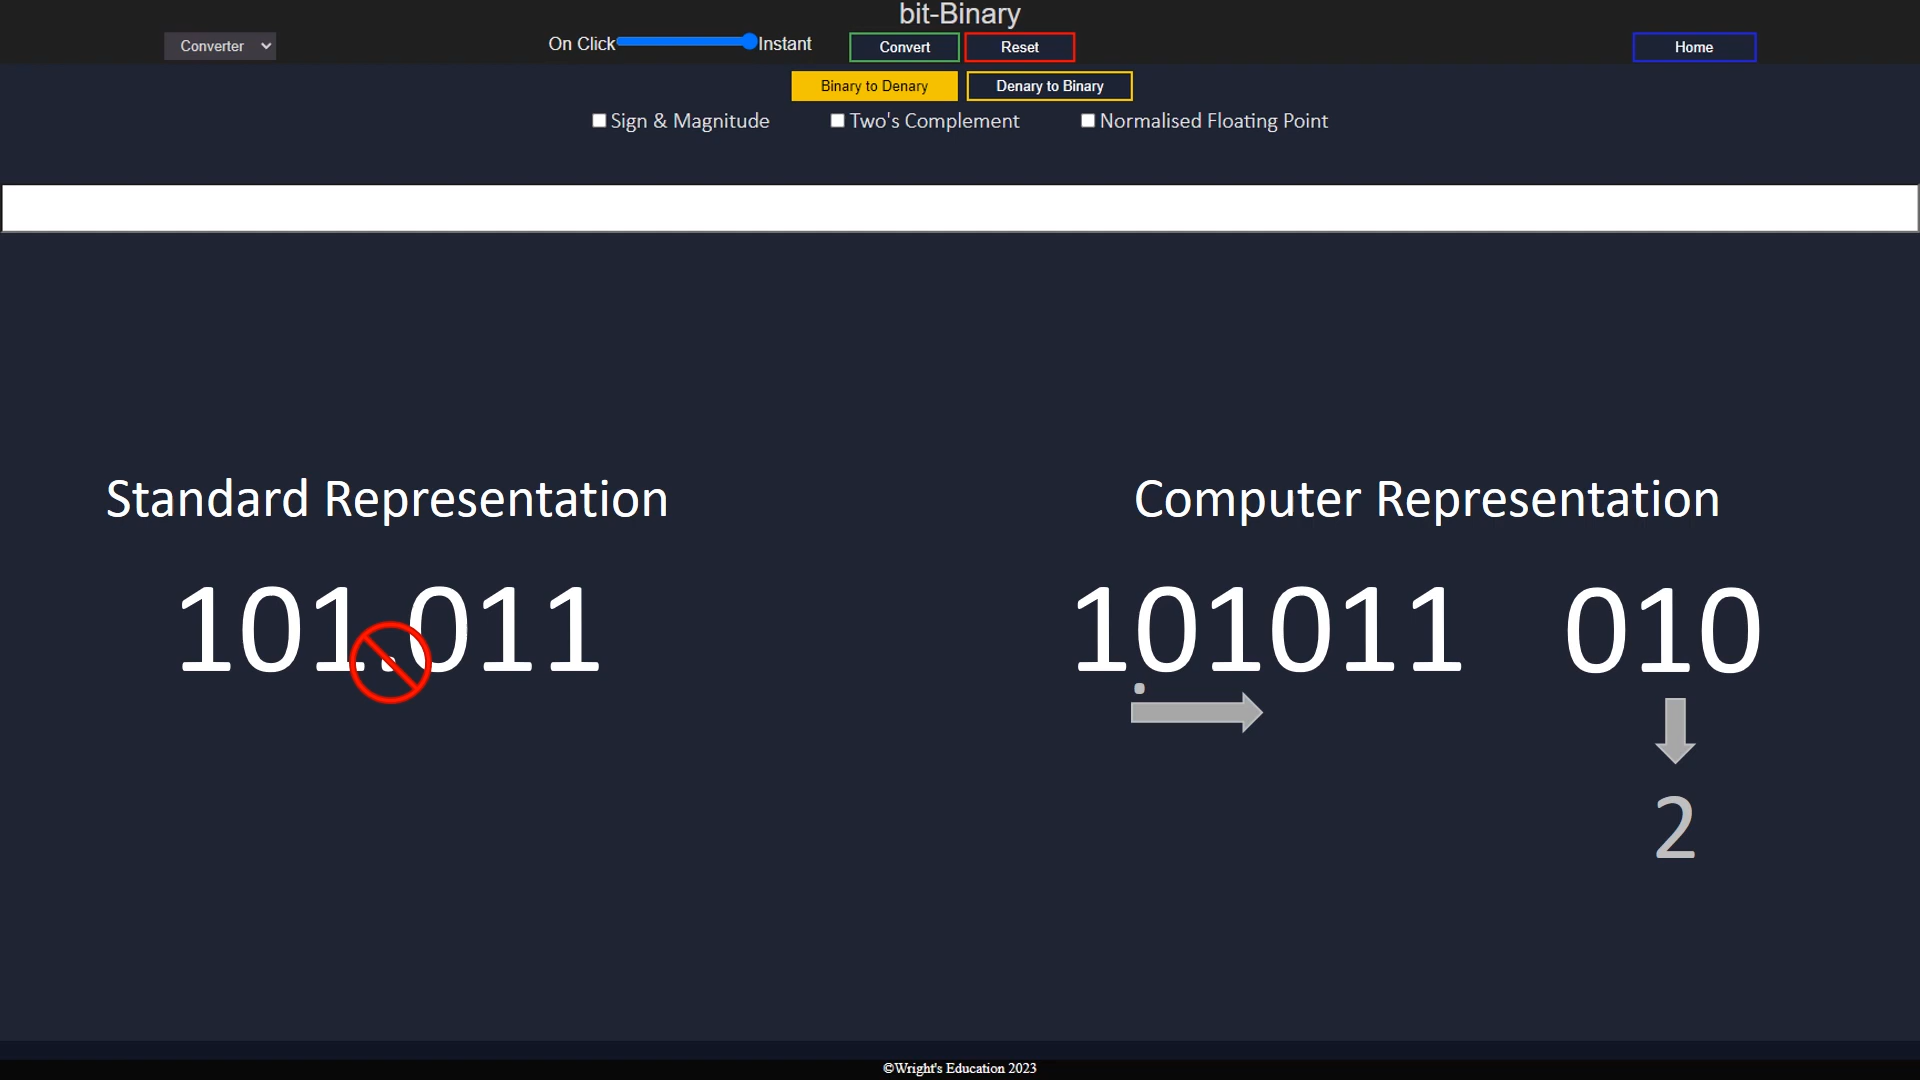 bit-Binary
Converter
On Click Instant
Convert
Reset
Home
Binary to Denary
Denary to Binary
Sign & Magnitude
Two's Complement
Normalised Floating Point
Standard Representation
Computer Representation
101.011
101011 010
.
2
©Wright's Education 2023